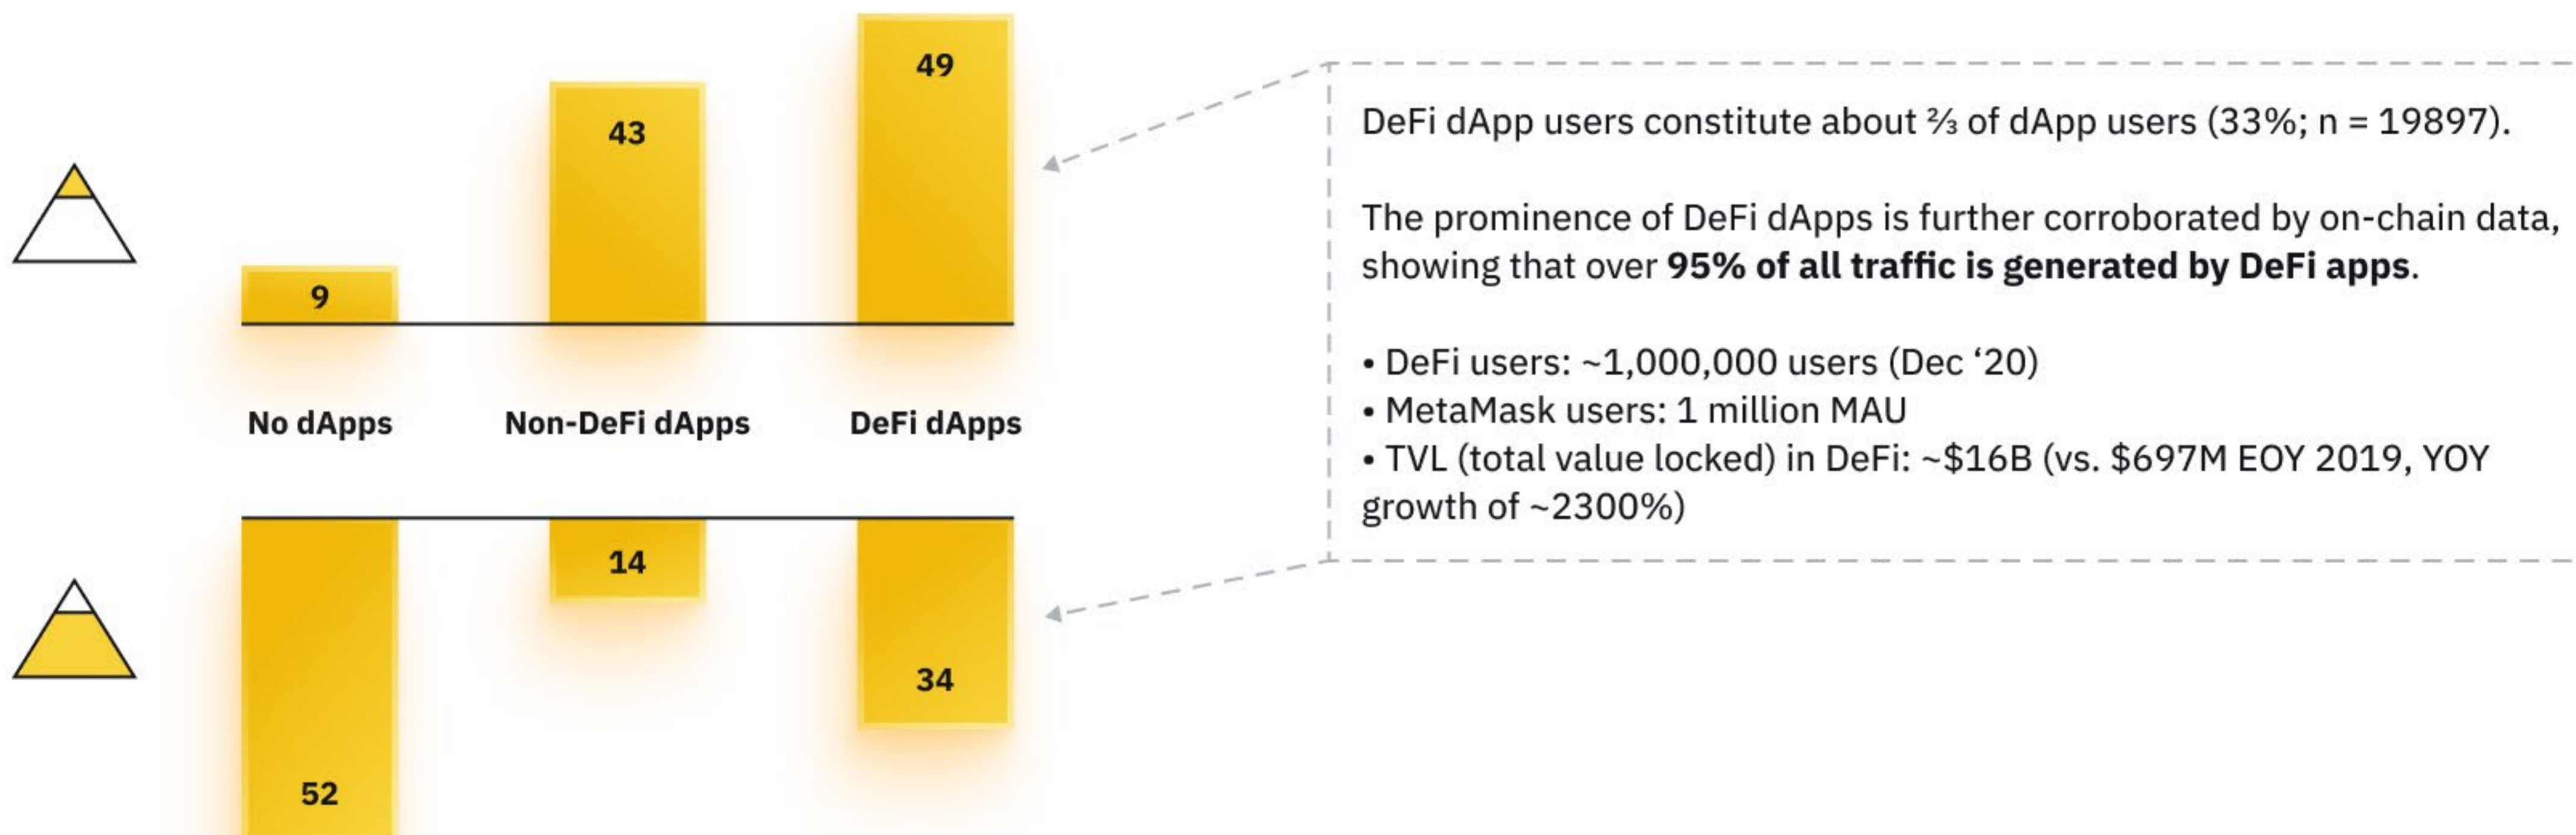 9
43
49
No dApps
Non-DeFi dApps
DeFi dApps
52
14
34
DeFi dApp users constitute about ⅔ of dApp users (33%; n = 19897).
The prominence of DeFi dApps is further corroborated by on-chain data,
showing that over 95% of all traffic is generated by DeFi apps.
• DeFi users: ~1,000,000 users (Dec ‘20)
• MetaMask users: 1 million MAU
• TVL (total value locked) in DeFi: ~$16B (vs. $697M EOY 2019, YOY
growth of ~2300%)